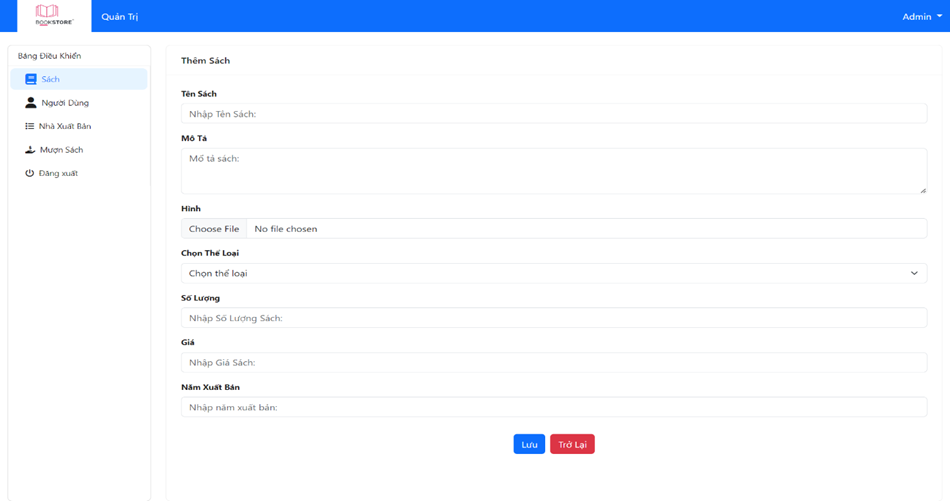 BOOKSTORE
Quản Trị
Admin
Bảng Điều Khiển
Sách
Người Dùng
Nhà Xuất Bản
Mượn Sách
Đăng xuất
Thêm Sách
Tên Sách
Nhập Tên Sách:
Mô Tả
Mổ tả sách:
Hình
Choose File No file chosen
Chọn Thể Loại
Chọn thể loại
Số Lượng
Nhập Số Lượng Sách:
Giá
Nhập Giá Sách:
Năm Xuất Bản
Nhập năm xuất bản:
Lưu Trở Lại